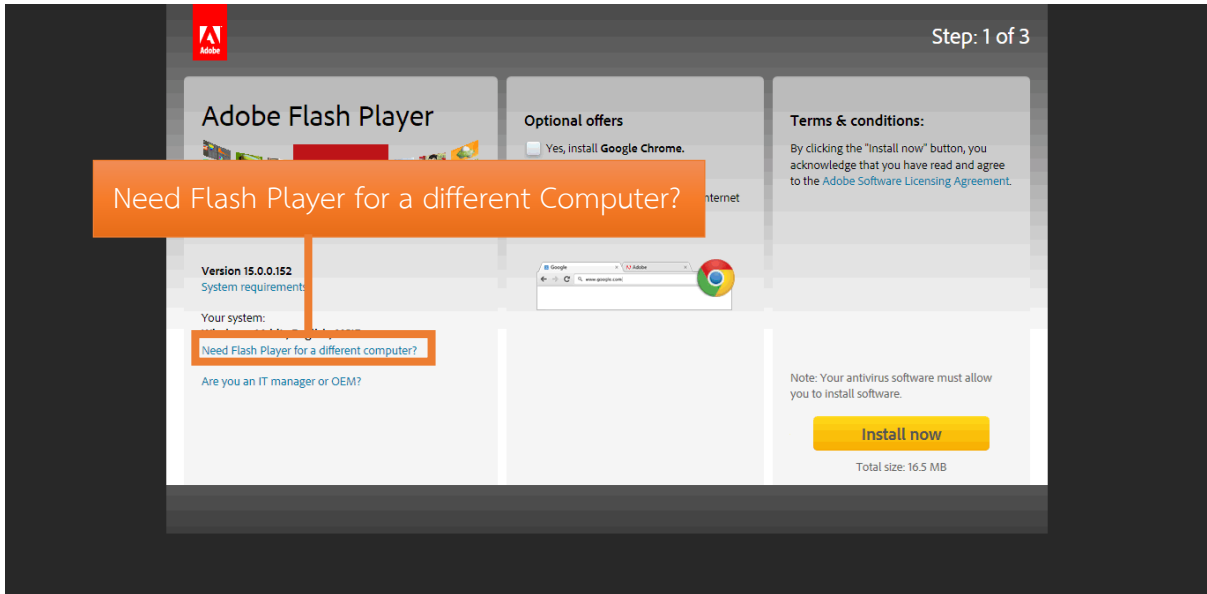 Adobe
Step: 1 of 3
Adobe Flash Player
Need Flash Player for a different Computer?
Version 15.0.0.152
System requirements
Your system:
Need Flash Player for a different computer?
Are you an IT manager or OEM?
Optional offers
Yes, install Google Chrome.
nternet
Google
Adobe
www.google.com/
Terms & conditions:
By clicking the "Install now" button, you
acknowledge that you have read and agree
to the Adobe Software Licensing Agreement.
Note: Your antivirus software must allow
you to install software.
Install now
Total size: 16.5 MB